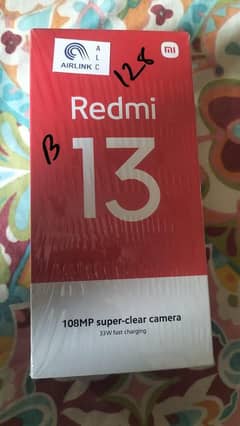 A
L
C
AIRLINK
mi
128
Redmi
B
13
108MP super-clear camera
33W fast charging